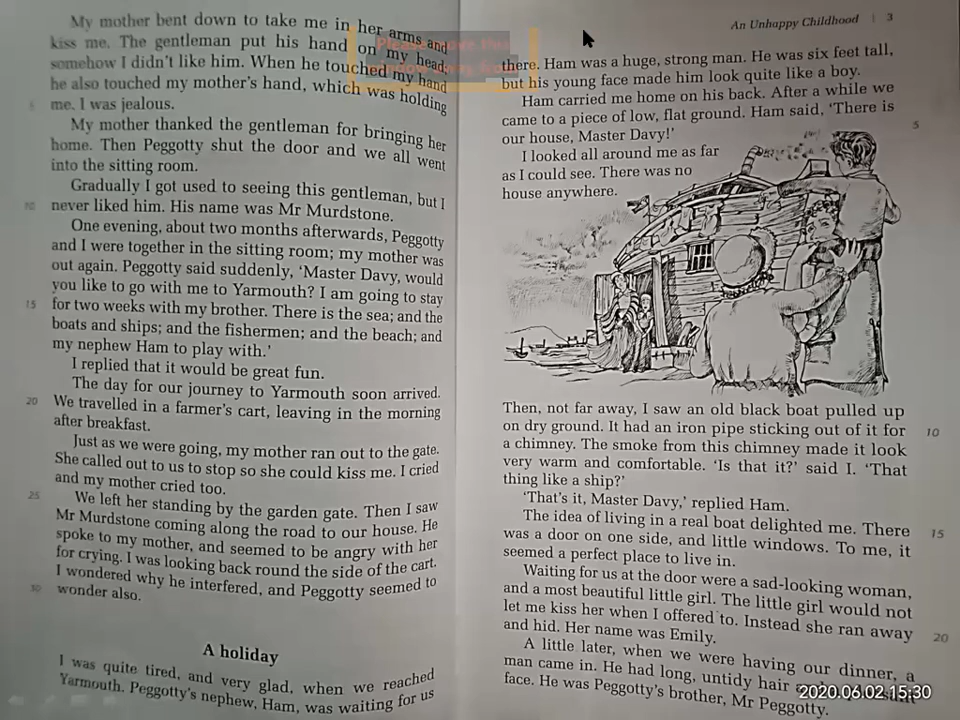 My mother bent down to take me in her arms and
kiss me. The gentleman put his hand on my head;
somehow I didn't like him. When he touched my hand
he also touched my mother's hand, which was holding
5 me. I was jealous.
My mother thanked the gentleman for bringing her
home. Then Peggotty shut the door and we all went
into the sitting room.
Gradually I got used to seeing this gentleman, but I
10 never liked him. His name was Mr Murdstone.
One evening, about two months afterwards, Peggotty
and I were together in the sitting room; my mother was
out again. Peggotty said suddenly, 'Master Davy, would
you like to go with me to Yarmouth? I am going to stay
15 for two weeks with my brother. There is the sea; and the
boats and ships; and the fishermen; and the beach; and
my nephew Ham to play with.'
I replied that it would be great fun.
The day for our journey to Yarmouth soon arrived.
20 We travelled in a farmer's cart, leaving in the morning
after breakfast.
Just as we were going, my mother ran out to the gate.
She called out to us to stop so she could kiss me. I cried
and my mother cried too.
25 We left her standing by the garden gate. Then I saw
Mr Murdstone coming along the road to our house. He
spoke to my mother, and seemed to be angry with her
for crying. I was looking back round the side of the cart.
I wondered why he interfered, and Peggotty seemed to
30 wonder also.
A holiday
I was quite tired, and very glad, when we reached
Yarmouth. Peggotty's nephew, Ham, was waiting for us
An Unhappy Childhood | 3
there. Ham was a huge, strong man. He was six feet tall,
but his young face made him look quite like a boy.
Ham carried me home on his back. After a while we
came to a piece of low, flat ground. Ham said, 'There is
our house, Master Davy!' 5
I looked all around me as far
as I could see. There was no
house anywhere.
Then, not far away, I saw an old black boat pulled up
on dry ground. It had an iron pipe sticking out of it for 10
a chimney. The smoke from this chimney made it look
very warm and comfortable. 'Is that it?' said I. 'That
thing like a ship?'
'That's it, Master Davy,' replied Ham.
The idea of living in a real boat delighted me. There 15
was a door on one side, and little windows. To me, it
seemed a perfect place to live in.
Waiting for us at the door were a sad-looking woman,
and a most beautiful little girl. The little girl would not
let me kiss her when I offered to. Instead she ran away 20
and hid. Her name was Emily.
A little later, when we were having our dinner, a
man came in. He had long, untidy hair
face. He was Peggotty's brother, Mr Peggotty.
2020.06.02 15:30